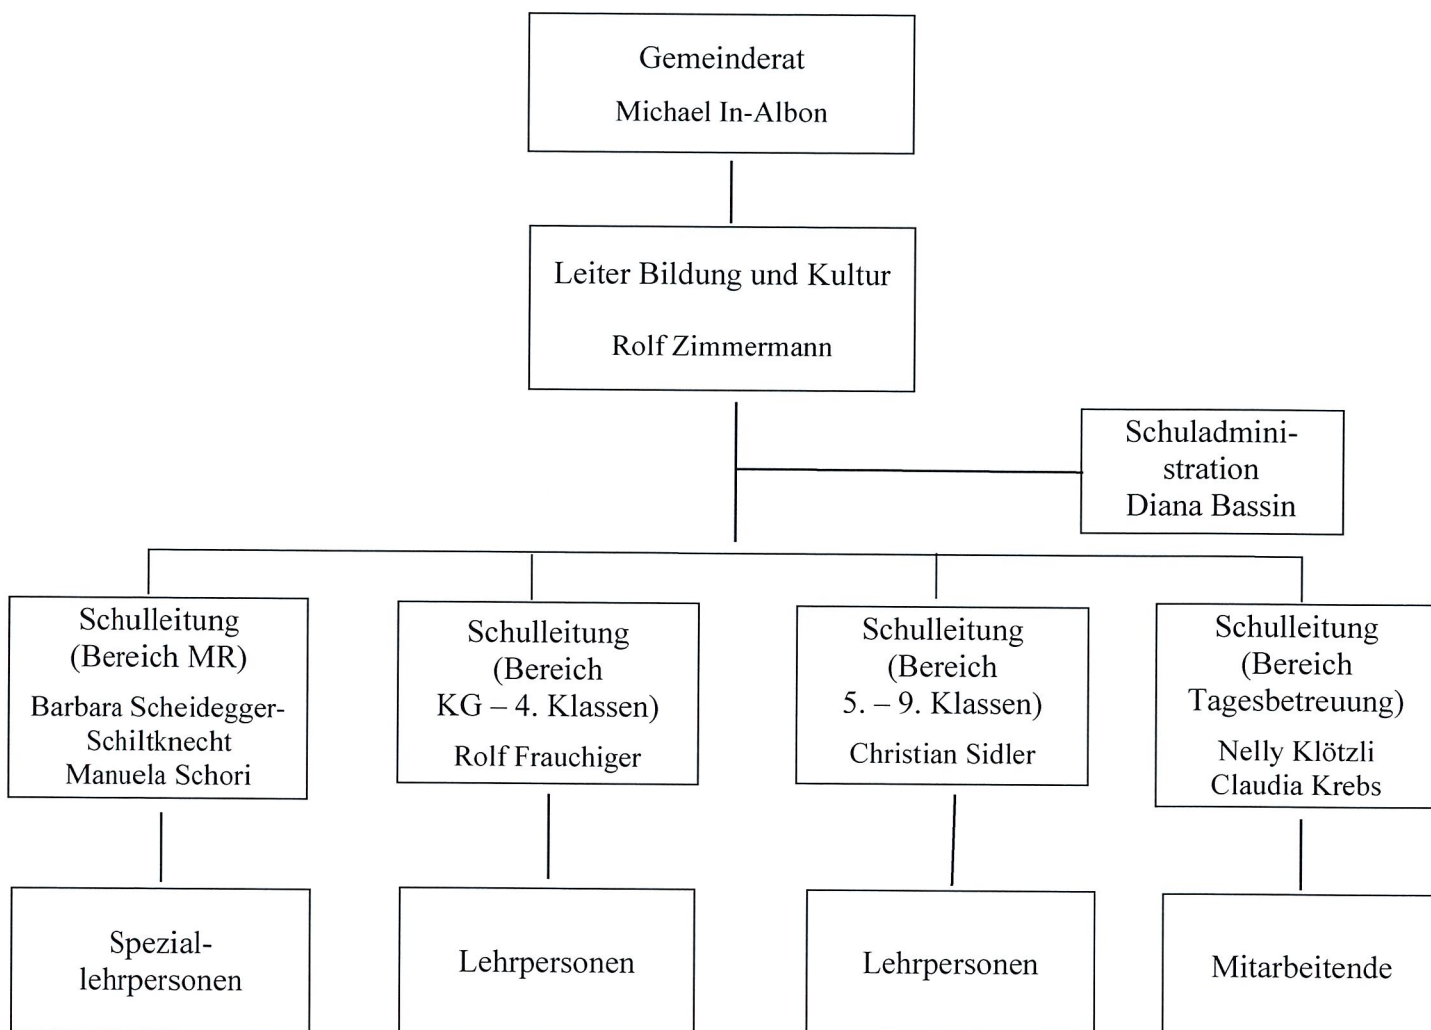 Gemeinderat
Michael In-Albon
Leiter Bildung und Kultur
Rolf Zimmermann
Schuladmini-
stration
Diana Bassin
Schulleitung
(Bereich MR)
Barbara Scheidegger-
Schiltknecht
Manuela Schori
Schulleitung
(Bereich
KG – 4. Klassen)
Rolf Frauchiger
Schulleitung
(Bereich
5. – 9. Klassen)
Christian Sidler
Schulleitung
(Bereich
Tagesbetreuung)
Nelly Klötzli
Claudia Krebs
Spezial-
lehrpersonen
Lehrpersonen
Lehrpersonen
Mitarbeitende